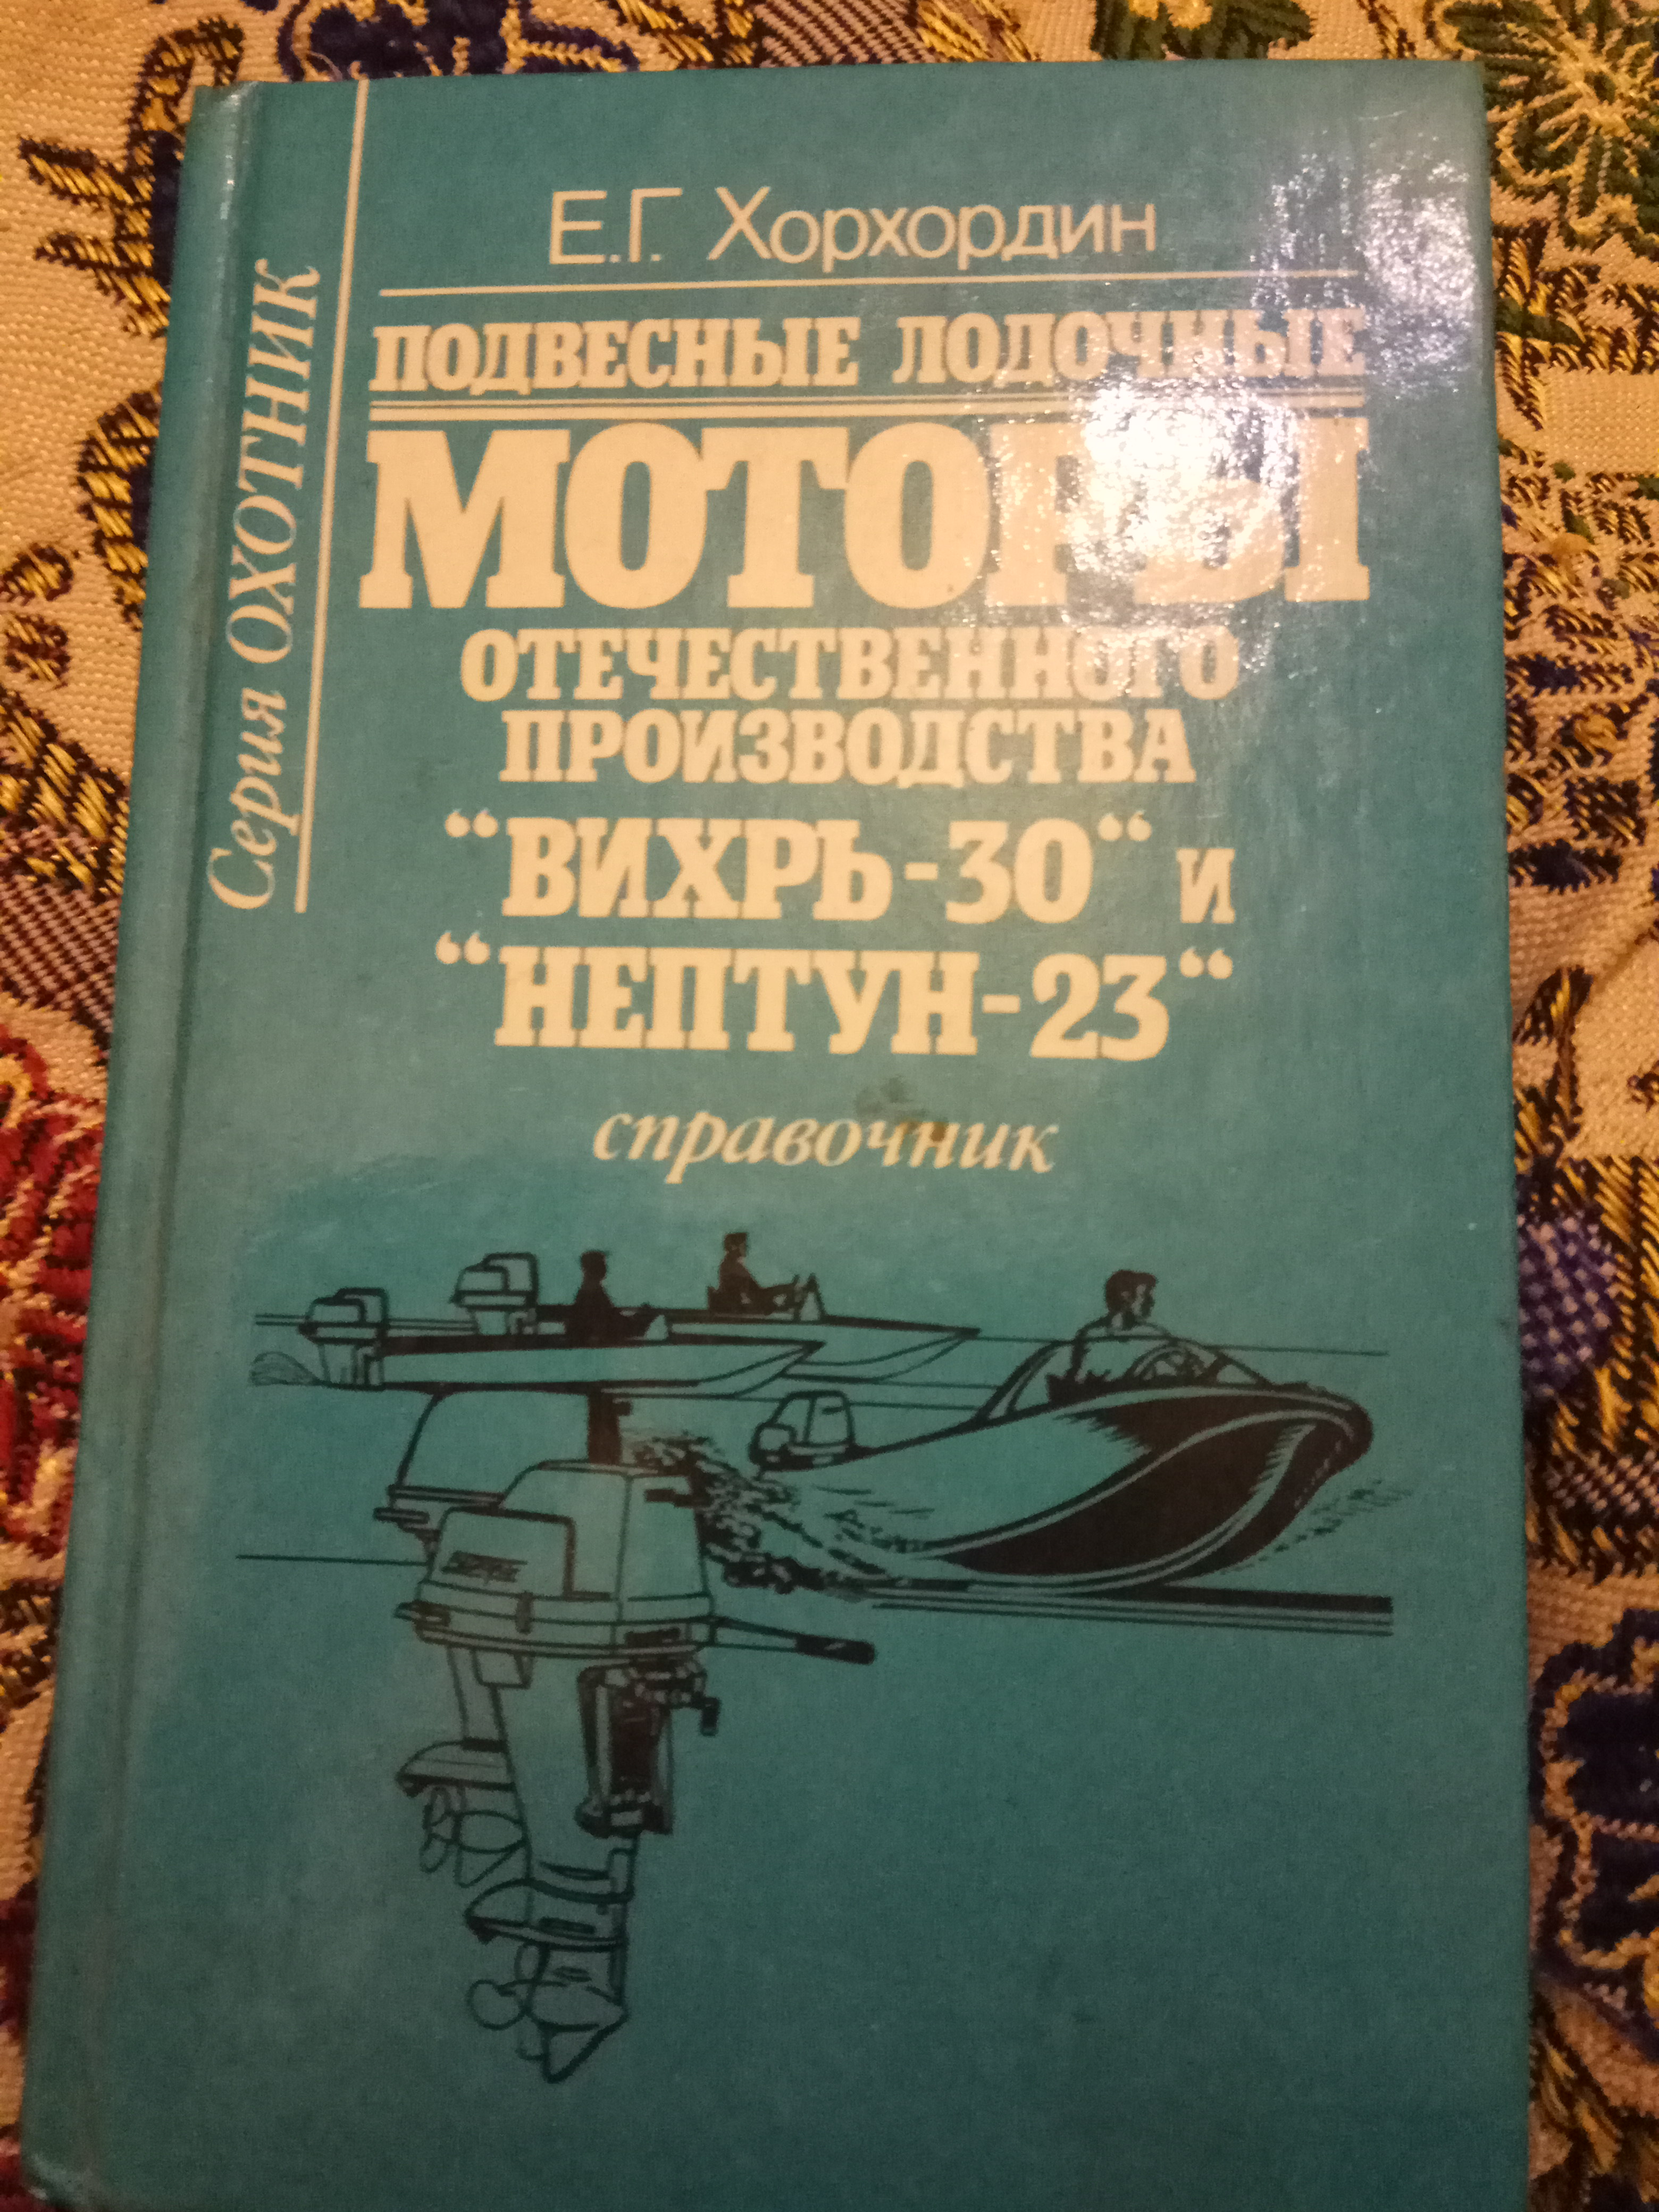 Серия ОХОТНИК
Е.Г. Хорхордин
ПОДВЕСНЫЕ ЛОДОЧНЫЕ
МОТОРЫ
ОТЕЧЕСТВЕННОГО
ПРОИЗВОДСТВА
“ВИХРЬ-30“ и
“НЕПТУН-23“
справочник